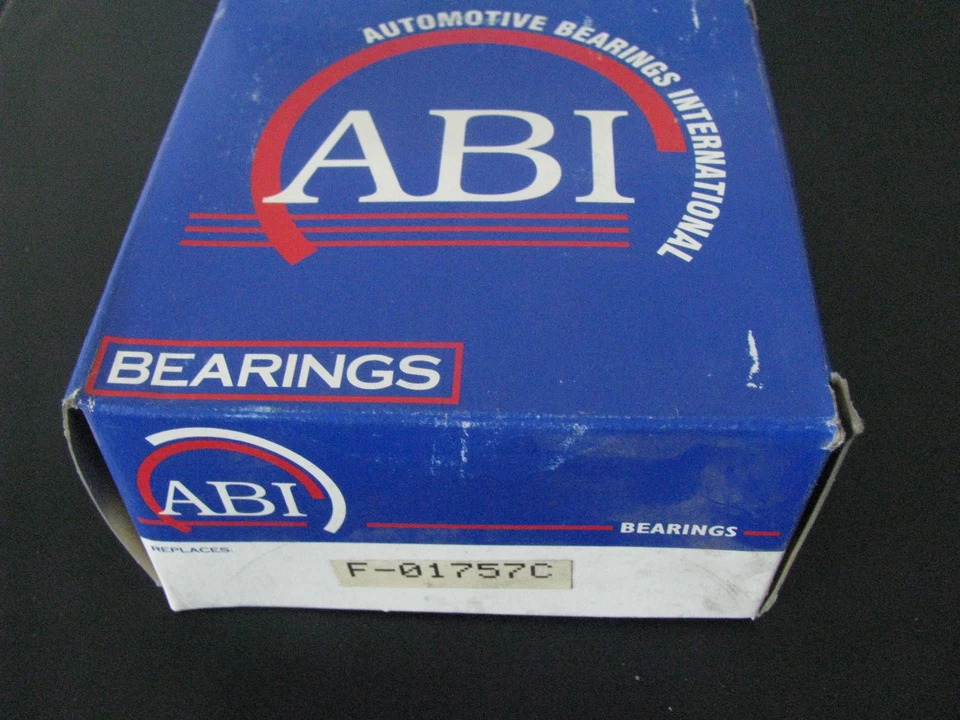 AUTOMOTIVE BEARINGS INTERNATIONAL
ABI
BEARINGS
ABI
BEARINGS
REPLACES:
F-01757C